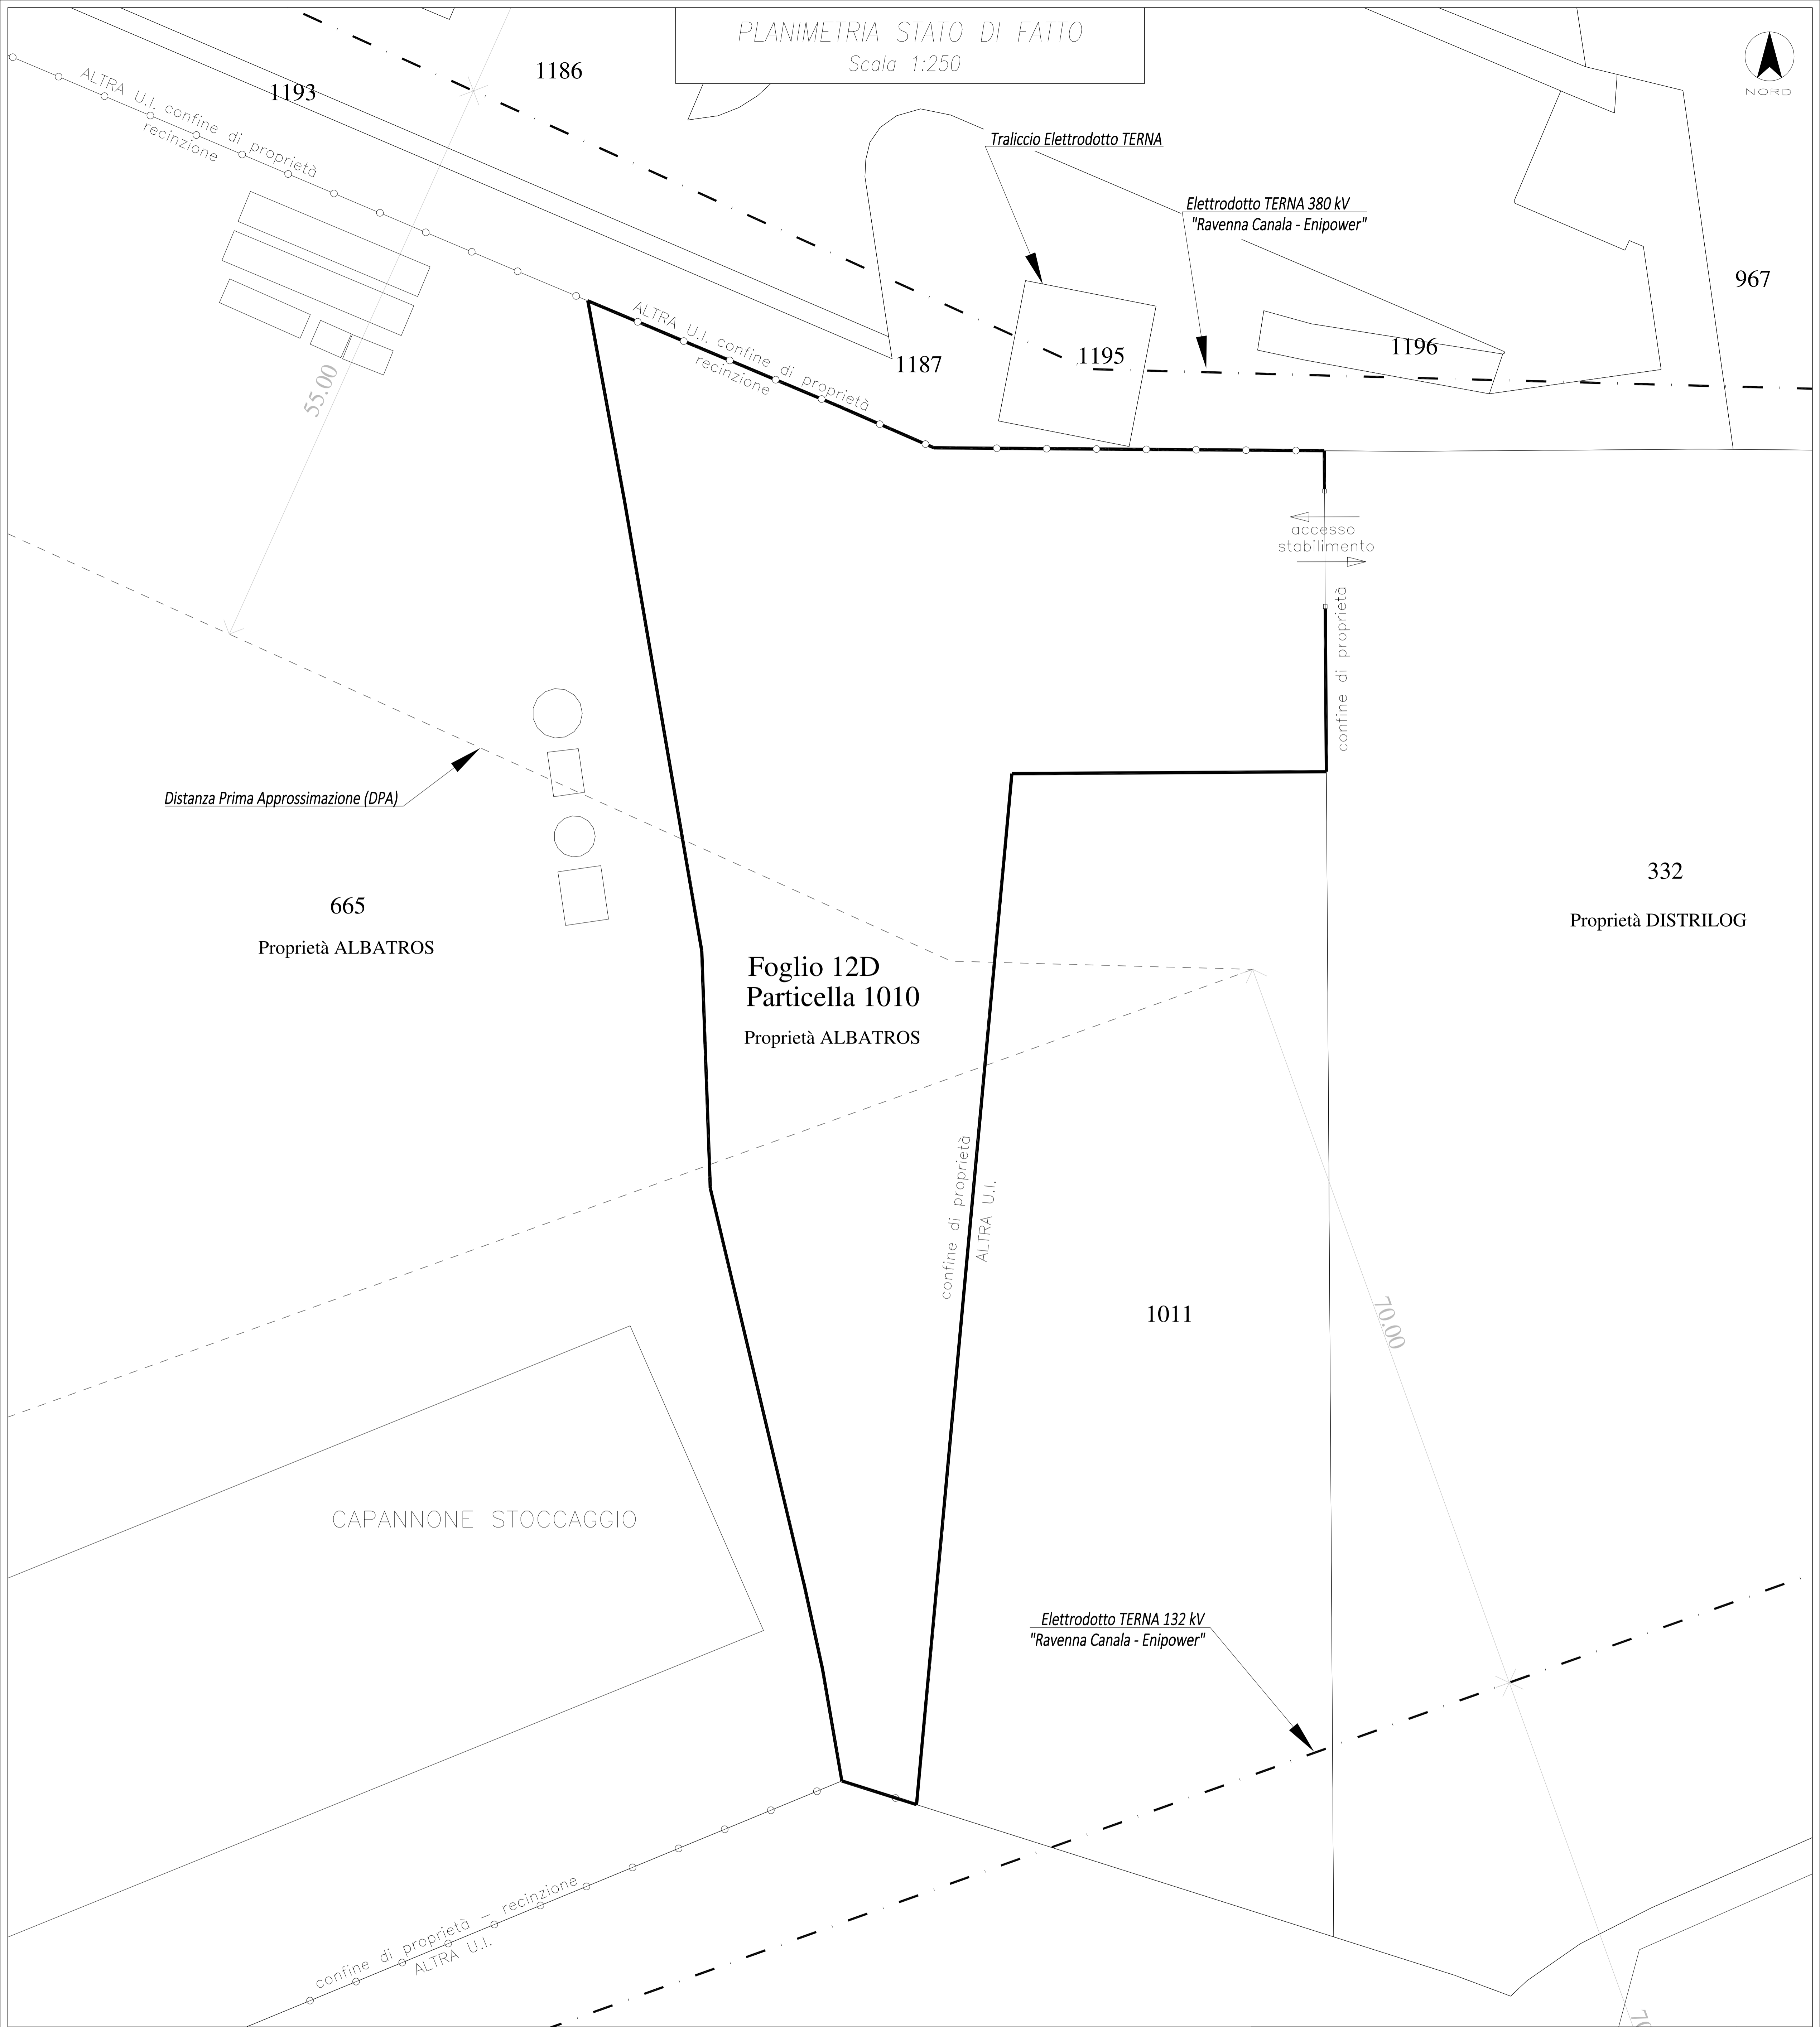 PLANIMETRIA STATO DI FATTO
Scala 1:250
NORD
1193
1186
ALTRA U.I. confine di proprietà
recinzione
Traliccio Elettrodotto TERNA
Elettrodotto TERNA 380 kV
"Ravenna Canala - Enipower"
967
ALTRA U.I. confine di proprietà
recinzione
1187
1195
1196
55.00
accesso
stabilimento
confine di proprietà
Distanza Prima Approssimazione (DPA)
665
Proprietà ALBATROS
332
Proprietà DISTRILOG
Foglio 12D
Particella 1010
Proprietà ALBATROS
confine di proprietà
ALTRA U.I.
1011
70.00
CAPANNONE STOCCAGGIO
Elettrodotto TERNA 132 kV
"Ravenna Canala - Enipower"
confine di proprietà - recinzione
ALTRA U.I.